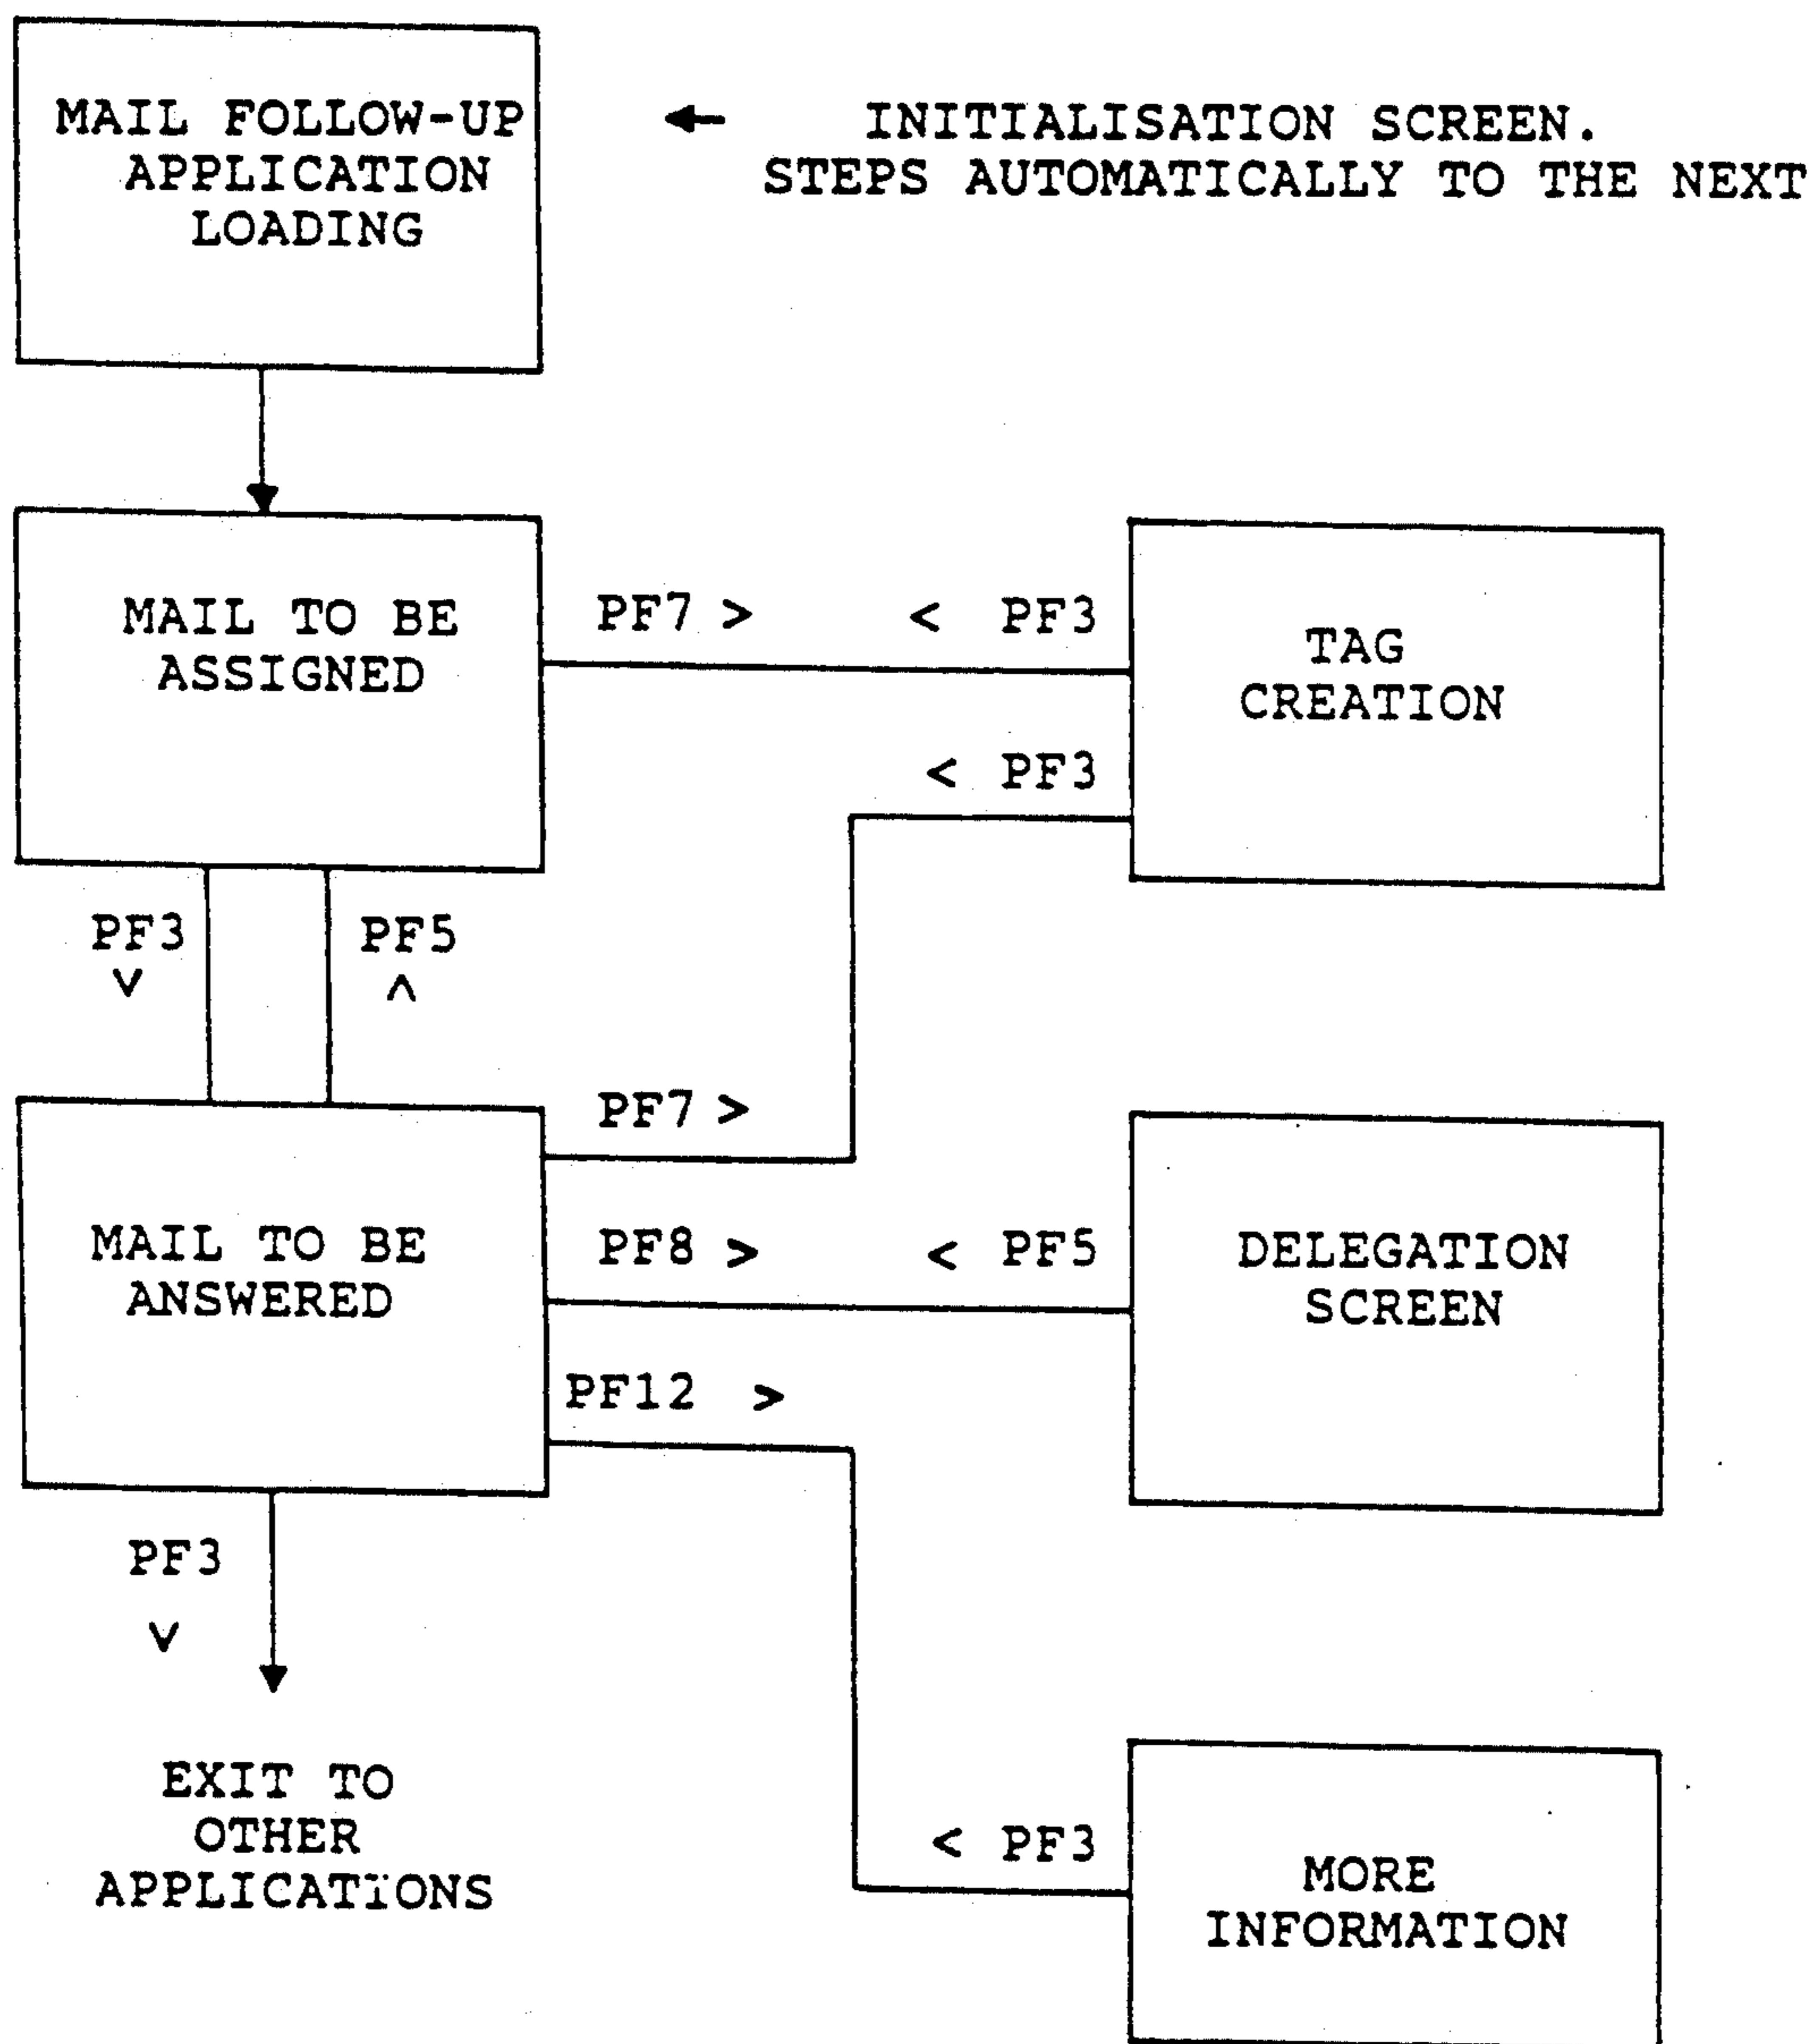 MAIL FOLLOW-UP
APPLICATION
LOADING
← INITIALISATION SCREEN.
STEPS AUTOMATICALLY TO THE NEXT
MAIL TO BE
ASSIGNED
PF7 >
< PF3
TAG
CREATION
< PF3
PF3
v
PF5
^
PF7 >
MAIL TO BE
ANSWERED
PF8 >
< PF5
DELEGATION
SCREEN
PF12 >
PF3
v
EXIT TO
OTHER
APPLICATIONS
< PF3
MORE
INFORMATION